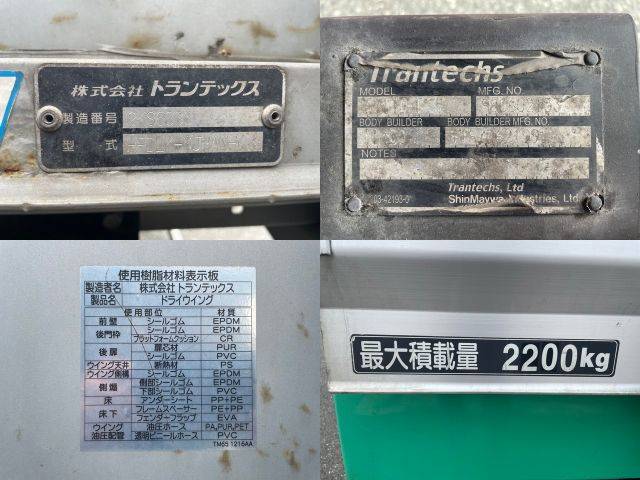 株式会社 トランテックス
製造番号
型式
Trantechs
MODEL MFG. NO.
BODY BUILDER BODY BUILDER MFG. NO.
NOTES
Trantechs, Ltd
ShinMaywa Industries, Ltd
使用樹脂材料表示板
製造者名 株式会社 トランテックス
製品名 ドライウイング
使用部位 材質
前壁 シールゴム EPDM
後門枠 シールゴム EPDM
プラットフォームクッション CR
後扉 扉芯材 PUR
シールゴム PVC
ウイング天井 断熱材 PS
ウイング側構 シールゴム EPDM
側煽 側部シールゴム EPDM
下部シールゴム PVC
床 アンダーシート PP+PE
床下 フレームスペーサー PE+PP
フェンダーフラップ EVA
ウイング 油圧ホース PA,PUR,PET
油圧配管 透明ビニールホース PVC
TM65 1216AA
最大積載量 2200kg